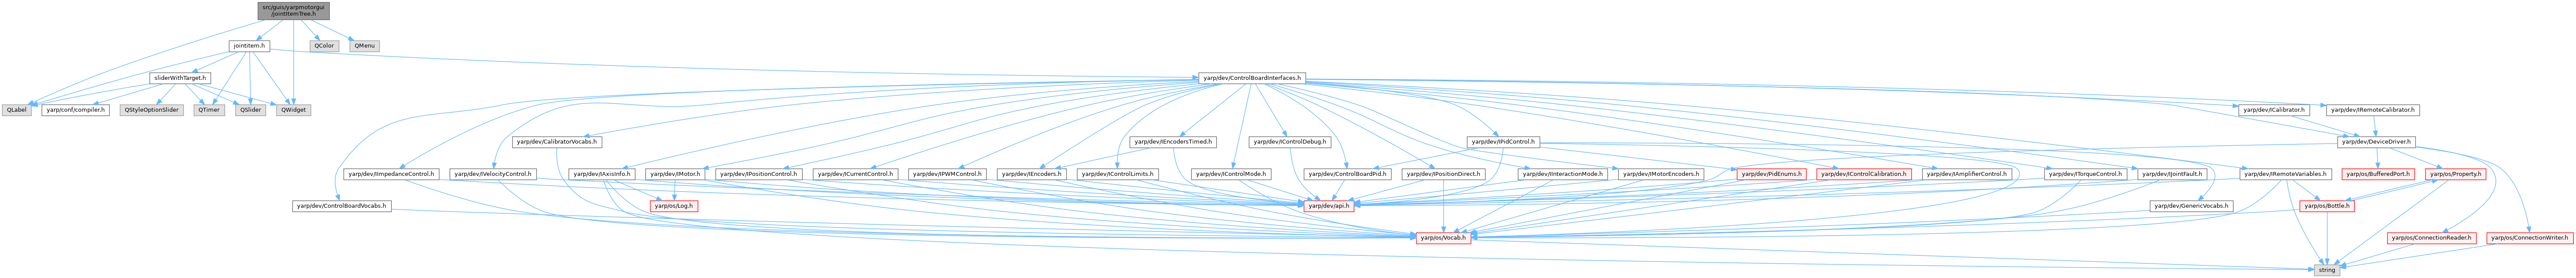 src/guis/yarpmotorgui
/jointItemTree.h
jointitem.h
QColor
QMenu
sliderWithTarget.h
yarp/dev/ControlBoardInterfaces.h
QLabel
yarp/conf/compiler.h
QStyleOptionSlider
QTimer
QSlider
QWidget
yarp/dev/ICalibrator.h
yarp/dev/IRemoteCalibrator.h
yarp/dev/CalibratorVocabs.h
yarp/dev/IEncodersTimed.h
yarp/dev/IControlDebug.h
yarp/dev/IPidControl.h
yarp/dev/DeviceDriver.h
yarp/dev/IImpedanceControl.h
yarp/dev/IVelocityControl.h
yarp/dev/IAxisInfo.h
yarp/dev/IMotor.h
yarp/dev/IPositionControl.h
yarp/dev/ICurrentControl.h
yarp/dev/IPWMControl.h
yarp/dev/IEncoders.h
yarp/dev/IControlLimits.h
yarp/dev/IControlMode.h
yarp/dev/ControlBoardPid.h
yarp/dev/IPositionDirect.h
yarp/dev/IInteractionMode.h
yarp/dev/IMotorEncoders.h
yarp/dev/PidEnums.h
yarp/dev/IControlCalibration.h
yarp/dev/IAmplifierControl.h
yarp/dev/ITorqueControl.h
yarp/dev/IJointFault.h
yarp/dev/IRemoteVariables.h
yarp/os/BufferedPort.h
yarp/os/Property.h
yarp/dev/ControlBoardVocabs.h
yarp/os/Log.h
yarp/dev/api.h
yarp/dev/GenericVocabs.h
yarp/os/Bottle.h
yarp/os/Vocab.h
yarp/os/ConnectionReader.h
yarp/os/ConnectionWriter.h
string